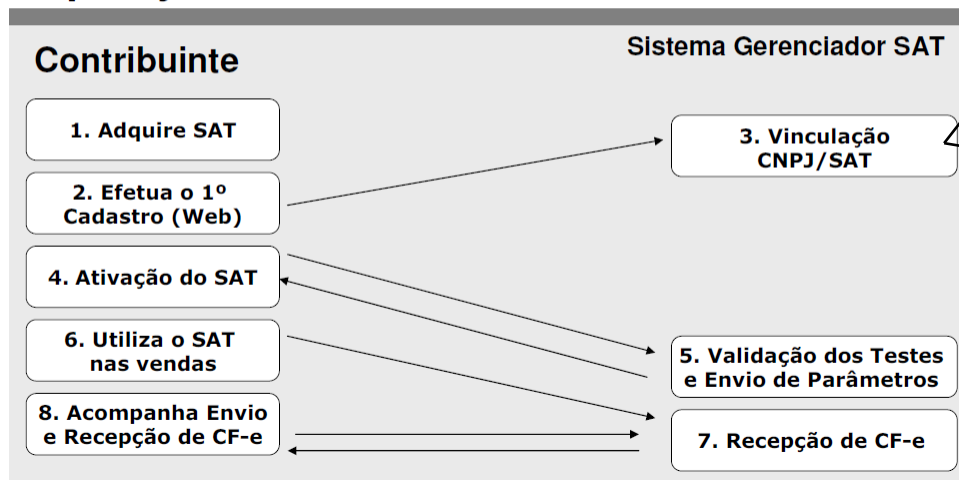 Contribuinte
Sistema Gerenciador SAT
1. Adquire SAT
2. Efetua o 1º
Cadastro (Web)
3. Vinculação
CNPJ/SAT
4. Ativação do SAT
5. Validação dos Testes
e Envio de Parâmetros
6. Utiliza o SAT
nas vendas
7. Recepção de CF-e
8. Acompanha Envio
e Recepção de CF-e